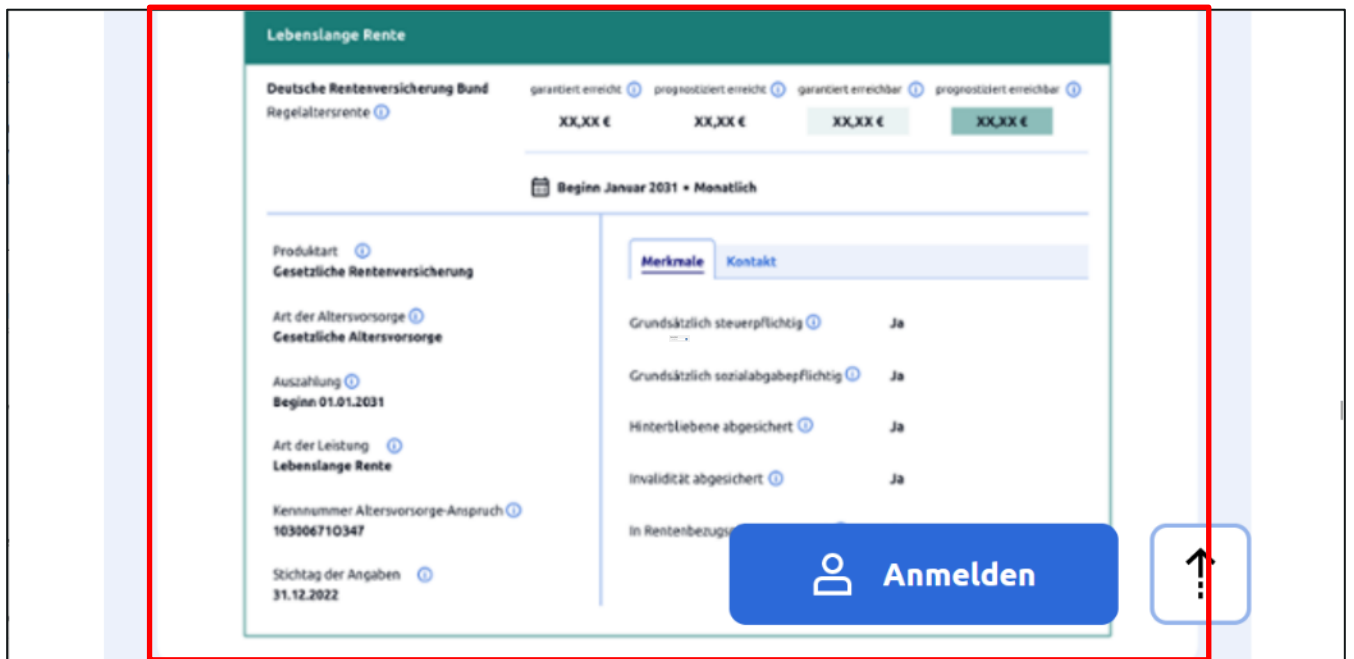 Lebenslange Rente
Deutsche Rentenversicherung Bund
Regelaltersrente
garantiert erreicht prognostiziert erreicht garantiert erreichbar prognostiziert erreichbar
XX,XX € XX,XX € XX,XX € XX,XX €
Beginn Januar 2031 • Monatlich
Produktart
Gesetzliche Rentenversicherung
Art der Altersvorsorge
Gesetzliche Altersvorsorge
Auszahlung
Beginn 01.01.2031
Art der Leistung
Lebenslange Rente
Kennnummer Altersvorsorge-Anspruch
10300671O347
Stichtag der Angaben
31.12.2022
Merkmale Kontakt
Grundsätzlich steuerpflichtig Ja
Grundsätzlich sozialabgabepflichtig Ja
Hinterbliebene abgesichert Ja
Invalidität abgesichert Ja
In
Anmelden